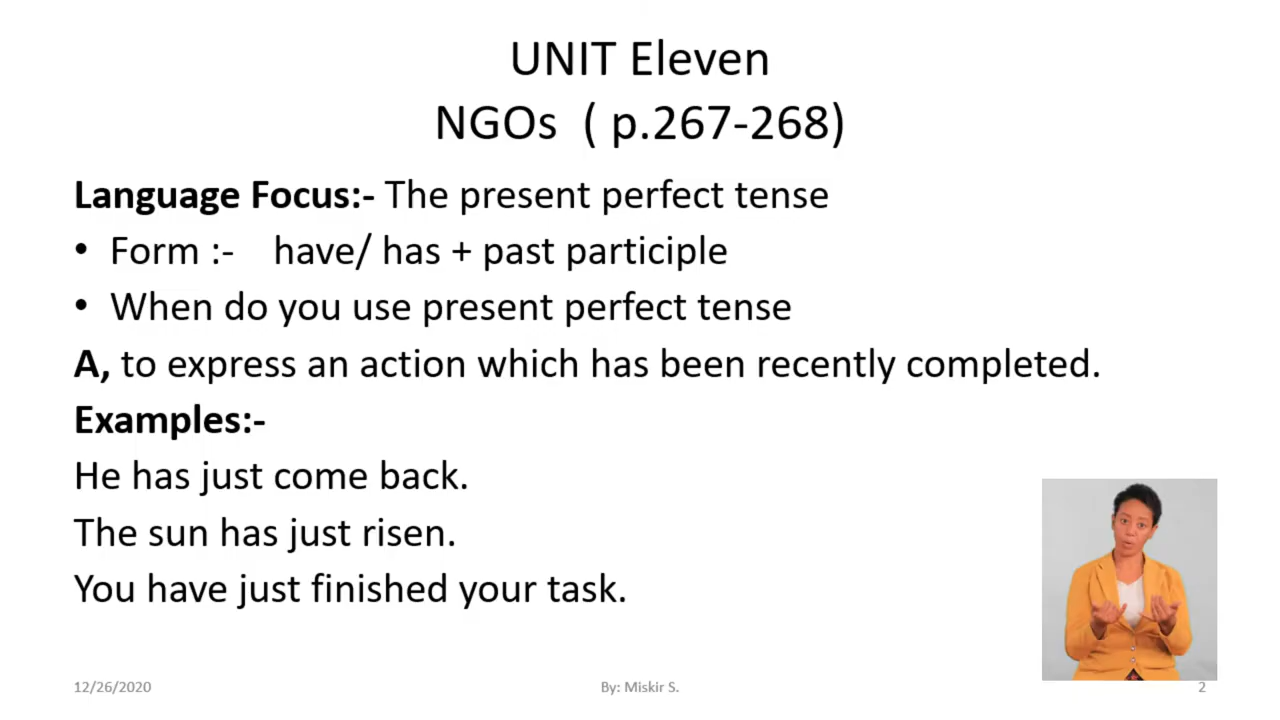 UNIT Eleven
NGOs ( p.267-268)
Language Focus:- The present perfect tense
• Form :- have/ has + past participle
• When do you use present perfect tense
A, to express an action which has been recently completed.
Examples:-
He has just come back.
The sun has just risen.
You have just finished your task.
12/26/2020
By: Miskir S.
2